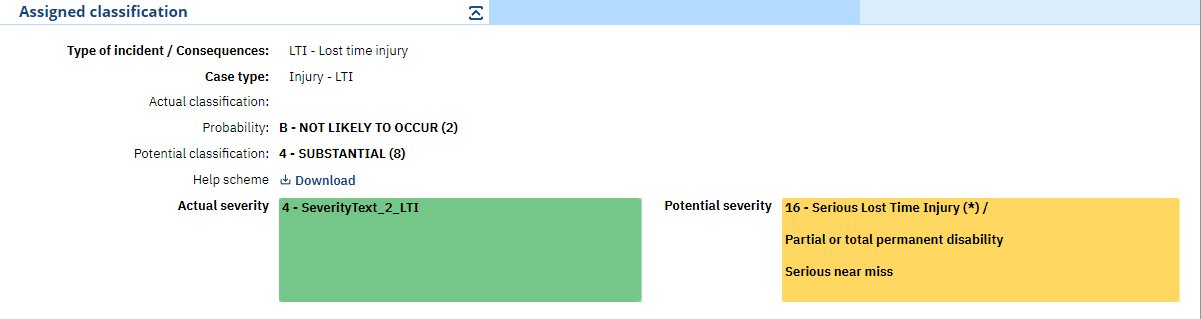 Assigned classification
Type of incident / Consequences: LTI - Lost time injury
Case type: Injury - LTI
Actual classification:
Probability: B - NOT LIKELY TO OCCUR (2)
Potential classification: 4 - SUBSTANTIAL (8)
Help scheme Download
Actual severity 4 - SeverityText_2_LTI Potential severity 16 - Serious Lost Time Injury (*) /
Partial or total permanent disability
Serious near miss